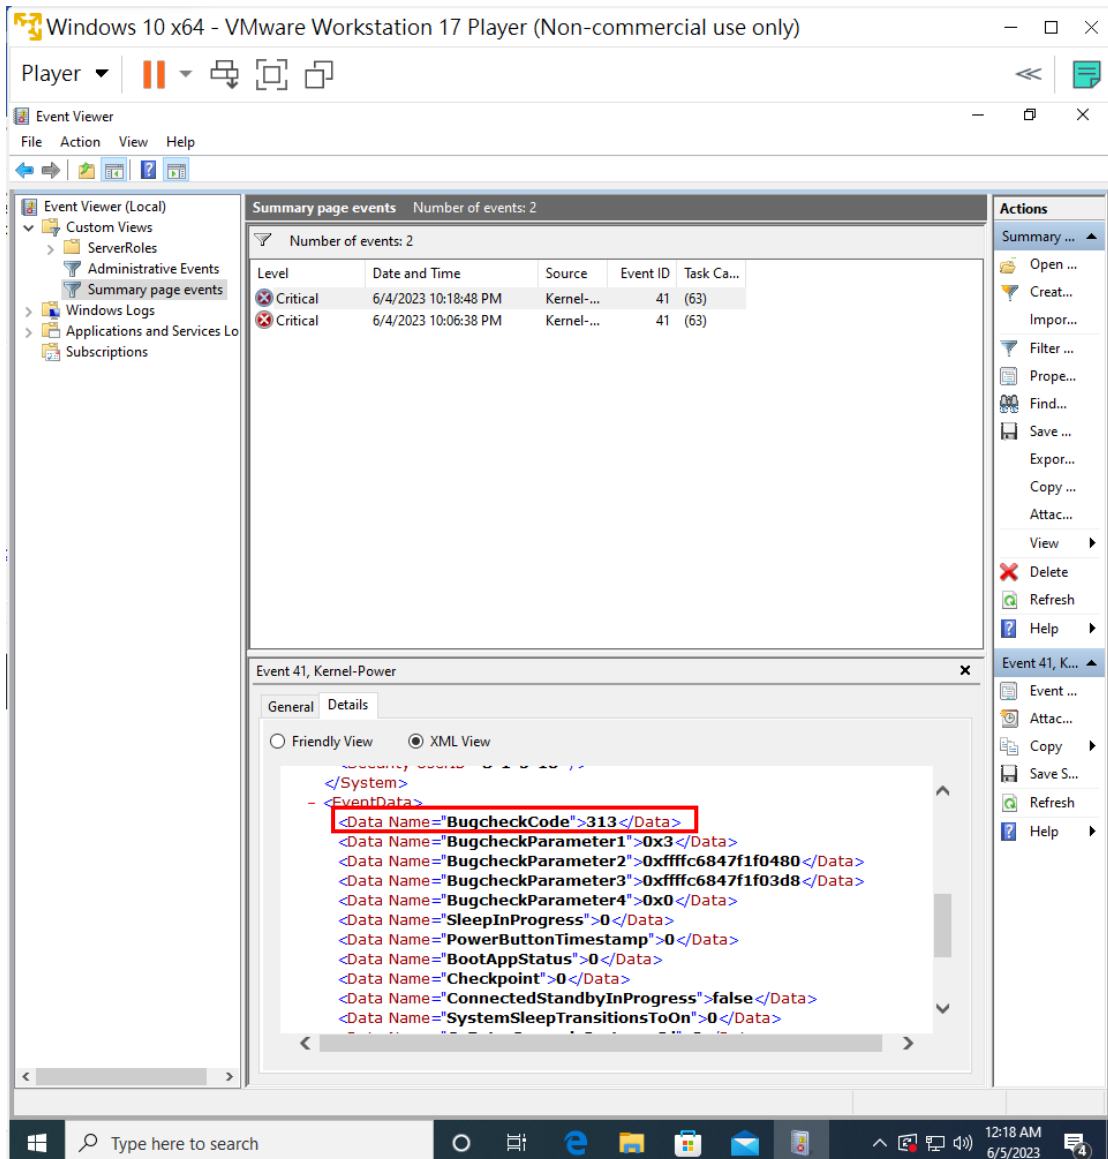 Windows 10 x64 - VMware Workstation 17 Player (Non-commercial use only)
Player
Event Viewer
File Action View Help
Event Viewer (Local)
Custom Views
ServerRoles
Administrative Events
Summary page events
Windows Logs
Applications and Services Lo
Subscriptions
Summary page events Number of events: 2
Number of events: 2
Level Date and Time Source Event ID Task Ca...
Critical 6/4/2023 10:18:48 PM Kernel-... 41 (63)
Critical 6/4/2023 10:06:38 PM Kernel-... 41 (63)
Event 41, Kernel-Power
General Details
Friendly View XML View
</System>
- <EventData>
<Data Name="BugcheckCode">313</Data>
<Data Name="BugcheckParameter1">0x3</Data>
<Data Name="BugcheckParameter2">0xffffc6847f1f0480</Data>
<Data Name="BugcheckParameter3">0xffffc6847f1f03d8</Data>
<Data Name="BugcheckParameter4">0x0</Data>
<Data Name="SleepInProgress">0</Data>
<Data Name="PowerButtonTimestamp">0</Data>
<Data Name="BootAppStatus">0</Data>
<Data Name="Checkpoint">0</Data>
<Data Name="ConnectedStandbyInProgress">false</Data>
<Data Name="SystemSleepTransitionsToOn">0</Data>
Actions
Summary ...
Open ...
Creat...
Impor...
Filter ...
Prope...
Find...
Save ...
Expor...
Copy ...
Attac...
View
Delete
Refresh
Help
Event 41, K...
Event ...
Attac...
Copy
Save S...
Refresh
Help
Type here to search
12:18 AM
6/5/2023
4